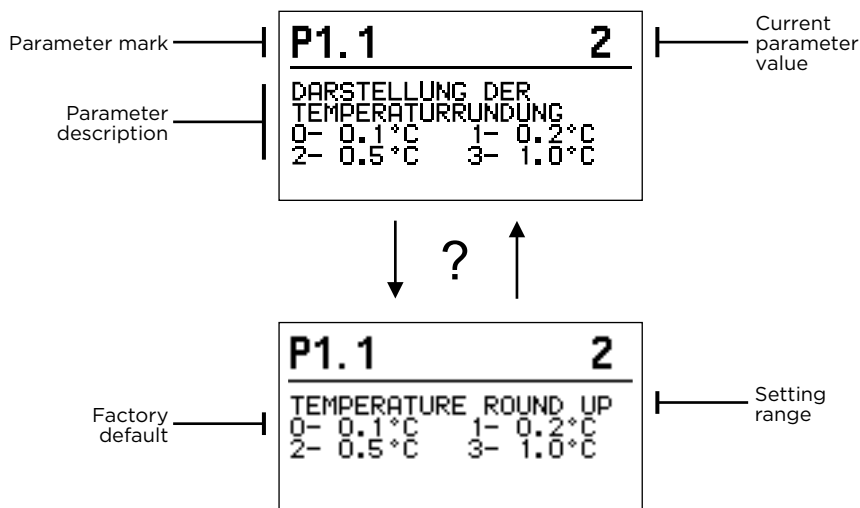 Parameter mark
P1.1 2
Current
parameter
value
Parameter
description
DARSTELLUNG DER
TEMPERATURRUNDUNG
0- 0.1°C 1- 0.2°C
2- 0.5°C 3- 1.0°C
?
P1.1 2
Factory
default
TEMPERATURE ROUND UP
0- 0.1°C 1- 0.2°C
2- 0.5°C 3- 1.0°C
Setting
range